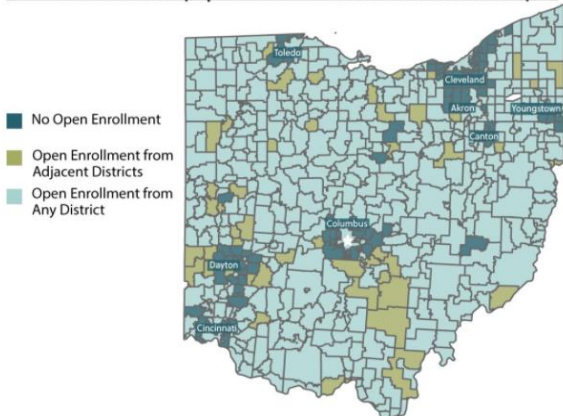 No Open Enrollment
Open Enrollment from
Adjacent Districts
Open Enrollment from
Any District
Toledo
Cleveland
Akron
Youngstown
Canton
Columbus
Dayton
Cincinnati